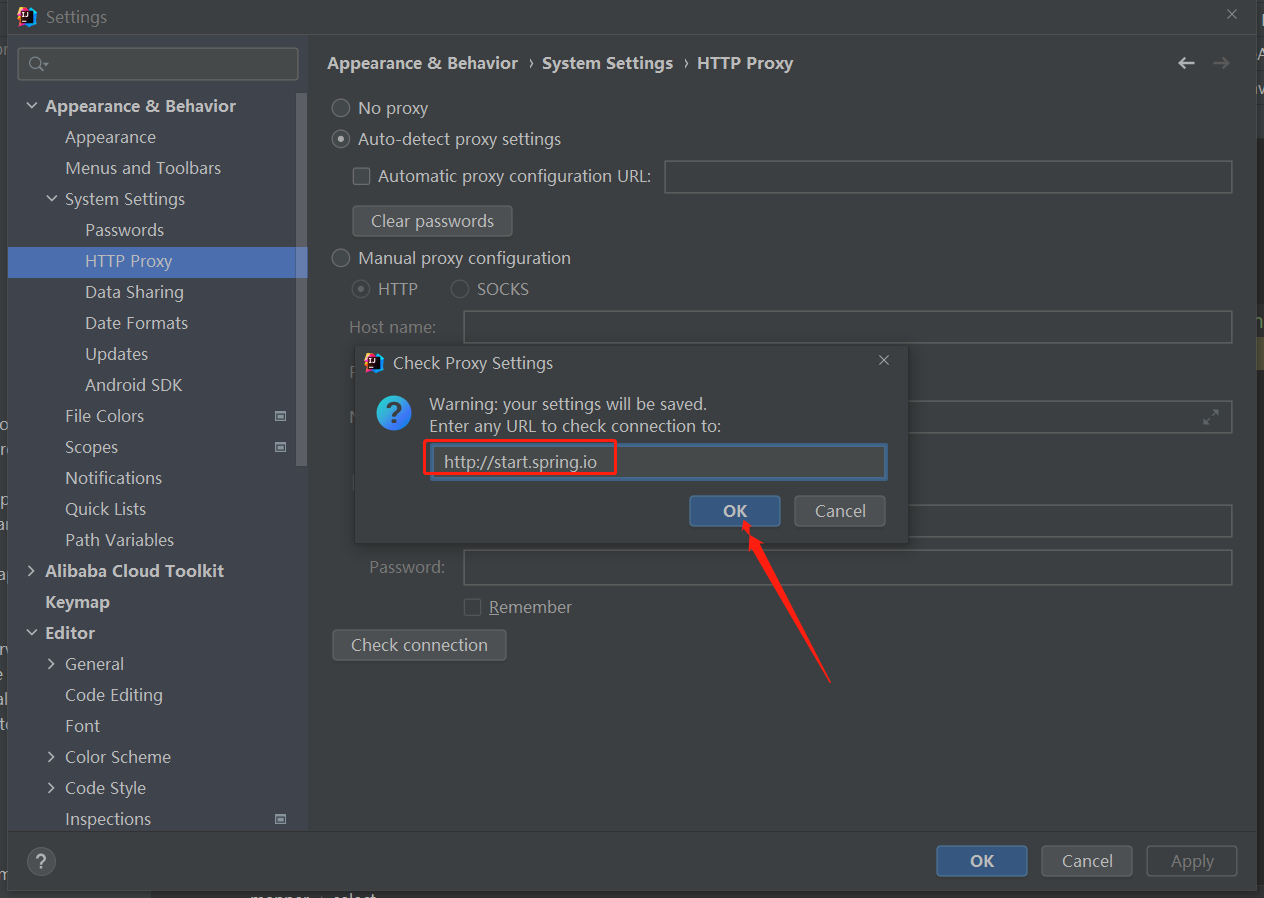 Settings
Appearance & Behavior
Appearance
Menus and Toolbars
System Settings
Passwords
HTTP Proxy
Data Sharing
Date Formats
Updates
Android SDK
File Colors
Scopes
Notifications
Quick Lists
Path Variables
Alibaba Cloud Toolkit
Keymap
Editor
General
Code Editing
Font
Color Scheme
Code Style
Inspections
Appearance & Behavior › System Settings › HTTP Proxy
No proxy
Auto-detect proxy settings
Automatic proxy configuration URL:
Clear passwords
Manual proxy configuration
HTTP SOCKS
Host name:
Check Proxy Settings
Warning: your settings will be saved.
Enter any URL to check connection to:
http://start.spring.io
OK Cancel
Password:
Remember
Check connection
? OK Cancel Apply